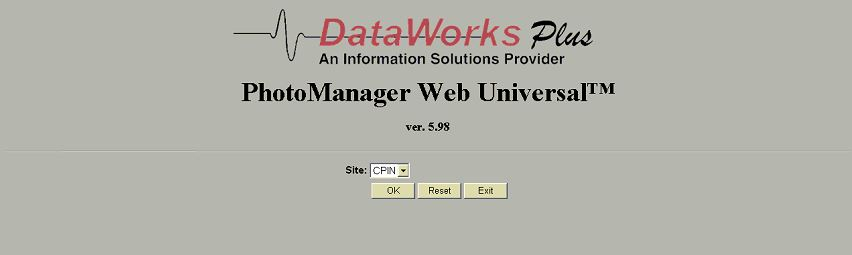 DataWorks Plus
An Information Solutions Provider
PhotoManager Web Universal™
ver. 5.98
Site: CPIN
OK Reset Exit